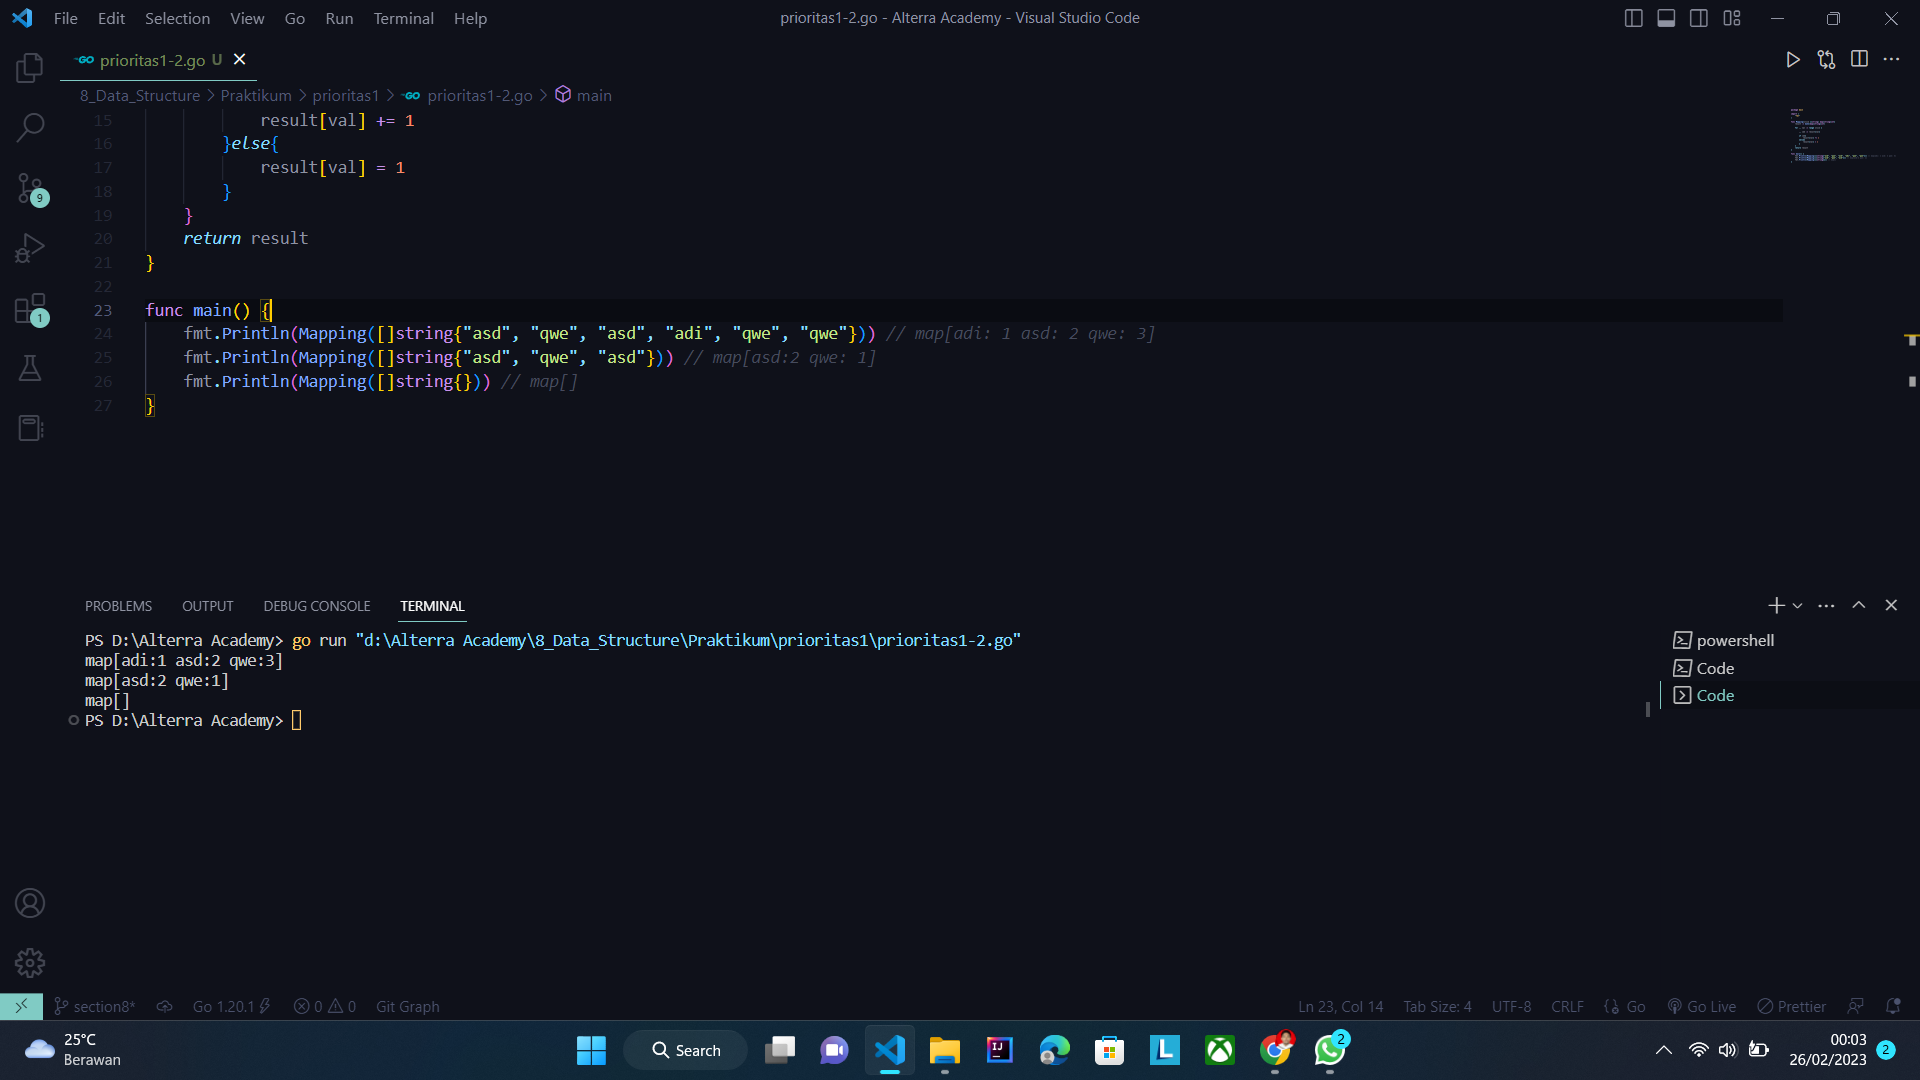 File Edit Selection View Go Run Terminal Help
prioritas1-2.go - Alterra Academy - Visual Studio Code
GO prioritas1-2.go U
8_Data_Structure > Praktikum > prioritas1 > GO prioritas1-2.go > main
15 result[val] += 1
16 }else{
17 result[val] = 1
18 }
19 }
20 return result
21 }
22
23 func main() {
24 fmt.Println(Mapping([]string{"asd", "qwe", "asd", "adi", "qwe", "qwe"})) // map[adi: 1 asd: 2 qwe: 3]
25 fmt.Println(Mapping([]string{"asd", "qwe", "asd"})) // map[asd:2 qwe: 1]
26 fmt.Println(Mapping([]string{})) // map[]
27 }
9
1
PROBLEMS OUTPUT DEBUG CONSOLE TERMINAL
PS D:\Alterra Academy> go run "d:\Alterra Academy\8_Data_Structure\Praktikum\prioritas1\prioritas1-2.go"
map[adi:1 asd:2 qwe:3]
map[asd:2 qwe:1]
map[]
PS D:\Alterra Academy>
powershell
Code
Code
section8* Go 1.20.1 0 0 Git Graph
Ln 23, Col 14 Tab Size: 4 UTF-8 CRLF Go Go Live Prettier
25°C
Berawan
Search
IJ
L
2
00:03
26/02/2023
2